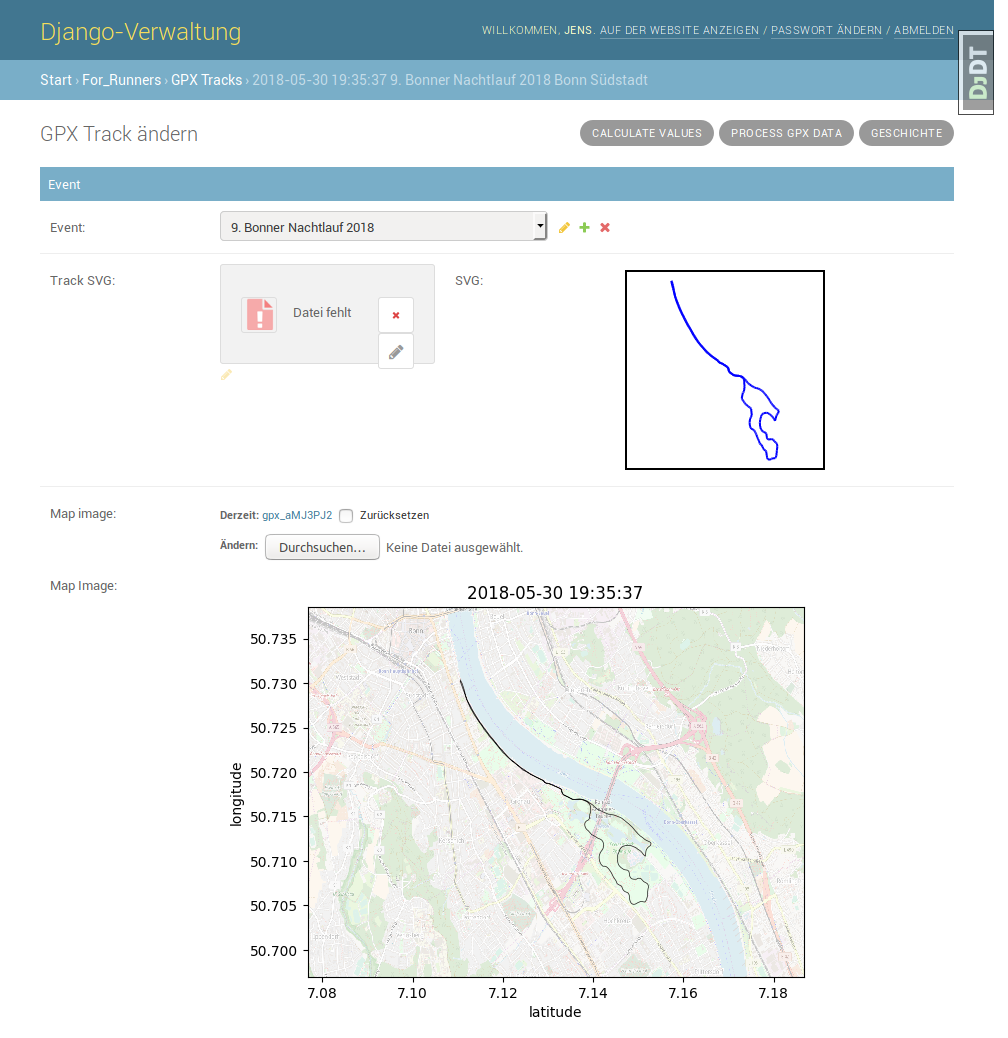 Django-Verwaltung
WILLKOMMEN, JENS. AUF DER WEBSITE ANZEIGEN / PASSWORT ÄNDERN / ABMELDEN
DjDT
Start › For_Runners › GPX Tracks › 2018-05-30 19:35:37 9. Bonner Nachtlauf 2018 Bonn Südstadt
GPX Track ändern
CALCULATE VALUES
PROCESS GPX DATA
GESCHICHTE
Event
Event:
9. Bonner Nachtlauf 2018
Track SVG:
Datei fehlt
SVG:
Map image:
Derzeit: gpx_aMJ3PJ2
Zurücksetzen
Ändern:
Durchsuchen...
Keine Datei ausgewählt.
Map Image:
2018-05-30 19:35:37
Bonn
longitude
50.735
50.730
50.725
50.720
50.715
50.710
50.705
50.700
7.08 7.10 7.12 7.14 7.16 7.18
latitude